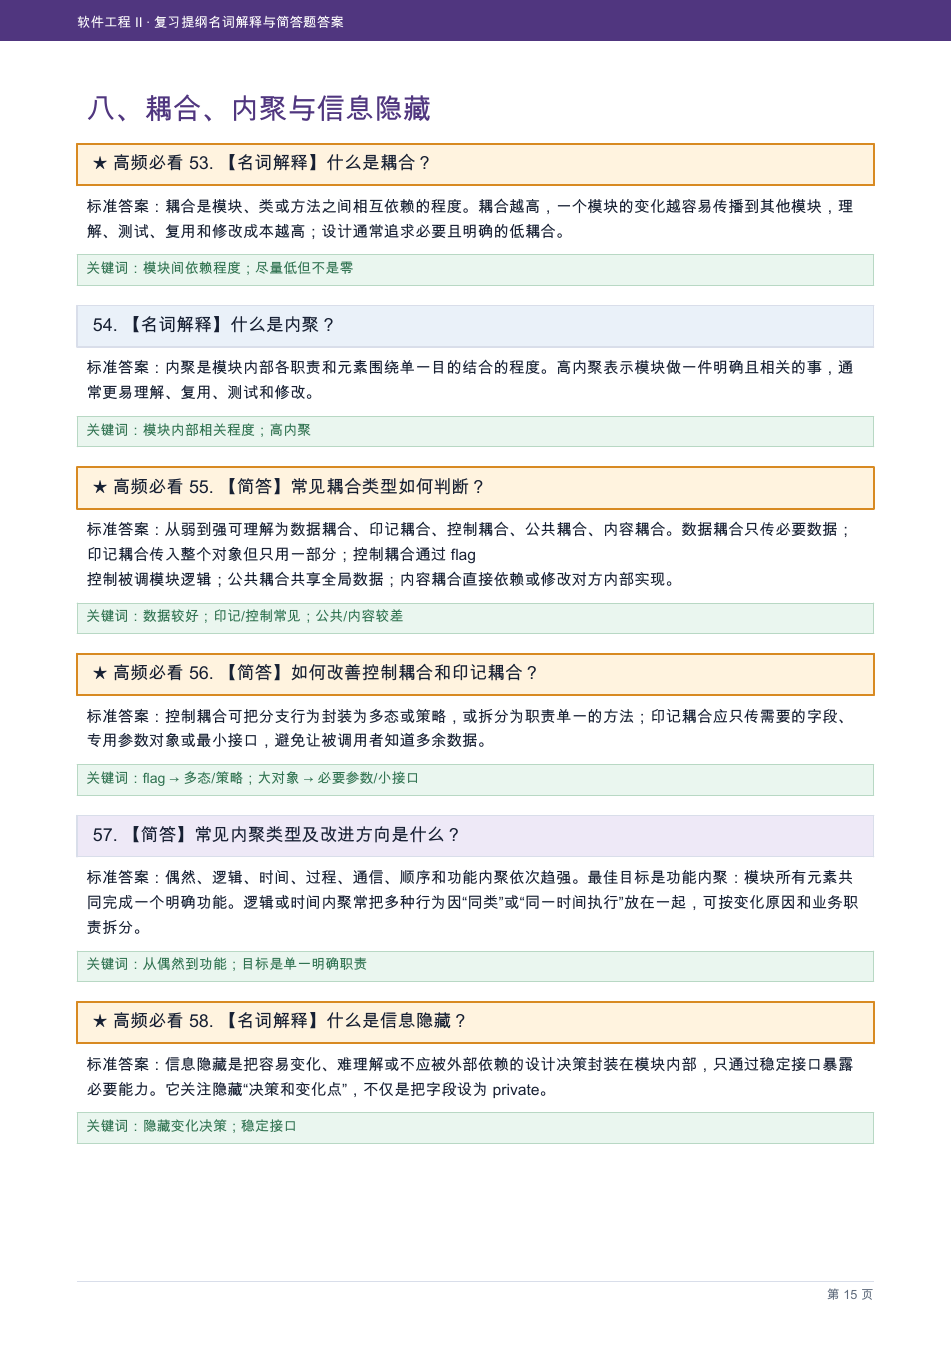 软件工程 II · 复习提纲名词解释与简答题答案
八、耦合、内聚与信息隐藏
★ 高频必看 53. 【名词解释】什么是耦合？
标准答案：耦合是模块、类或方法之间相互依赖的程度。耦合越高，一个模块的变化越容易传播到其他模块，理
解、测试、复用和修改成本越高；设计通常追求必要且明确的低耦合。
关键词：模块间依赖程度；尽量低但不是零
54. 【名词解释】什么是内聚？
标准答案：内聚是模块内部各职责和元素围绕单一目的结合的程度。高内聚表示模块做一件明确且相关的事，通
常更易理解、复用、测试和修改。
关键词：模块内部相关程度；高内聚
★ 高频必看 55. 【简答】常见耦合类型如何判断？
标准答案：从弱到强可理解为数据耦合、印记耦合、控制耦合、公共耦合、内容耦合。数据耦合只传必要数据；
印记耦合传入整个对象但只用一部分；控制耦合通过 flag
控制被调模块逻辑；公共耦合共享全局数据；内容耦合直接依赖或修改对方内部实现。
关键词：数据较好；印记/控制常见；公共/内容较差
★ 高频必看 56. 【简答】如何改善控制耦合和印记耦合？
标准答案：控制耦合可把分支行为封装为多态或策略，或拆分为职责单一的方法；印记耦合应只传需要的字段、
专用参数对象或最小接口，避免让被调用者知道多余数据。
关键词：flag → 多态/策略；大对象 → 必要参数/小接口
57. 【简答】常见内聚类型及改进方向是什么？
标准答案：偶然、逻辑、时间、过程、通信、顺序和功能内聚依次趋强。最佳目标是功能内聚：模块所有元素共
同完成一个明确功能。逻辑或时间内聚常把多种行为因“同类”或“同一时间执行”放在一起，可按变化原因和业务职
责拆分。
关键词：从偶然到功能；目标是单一明确职责
★ 高频必看 58. 【名词解释】什么是信息隐藏？
标准答案：信息隐藏是把容易变化、难理解或不应被外部依赖的设计决策封装在模块内部，只通过稳定接口暴露
必要能力。它关注隐藏“决策和变化点”，不仅是把字段设为 private。
关键词：隐藏变化决策；稳定接口
第 15 页